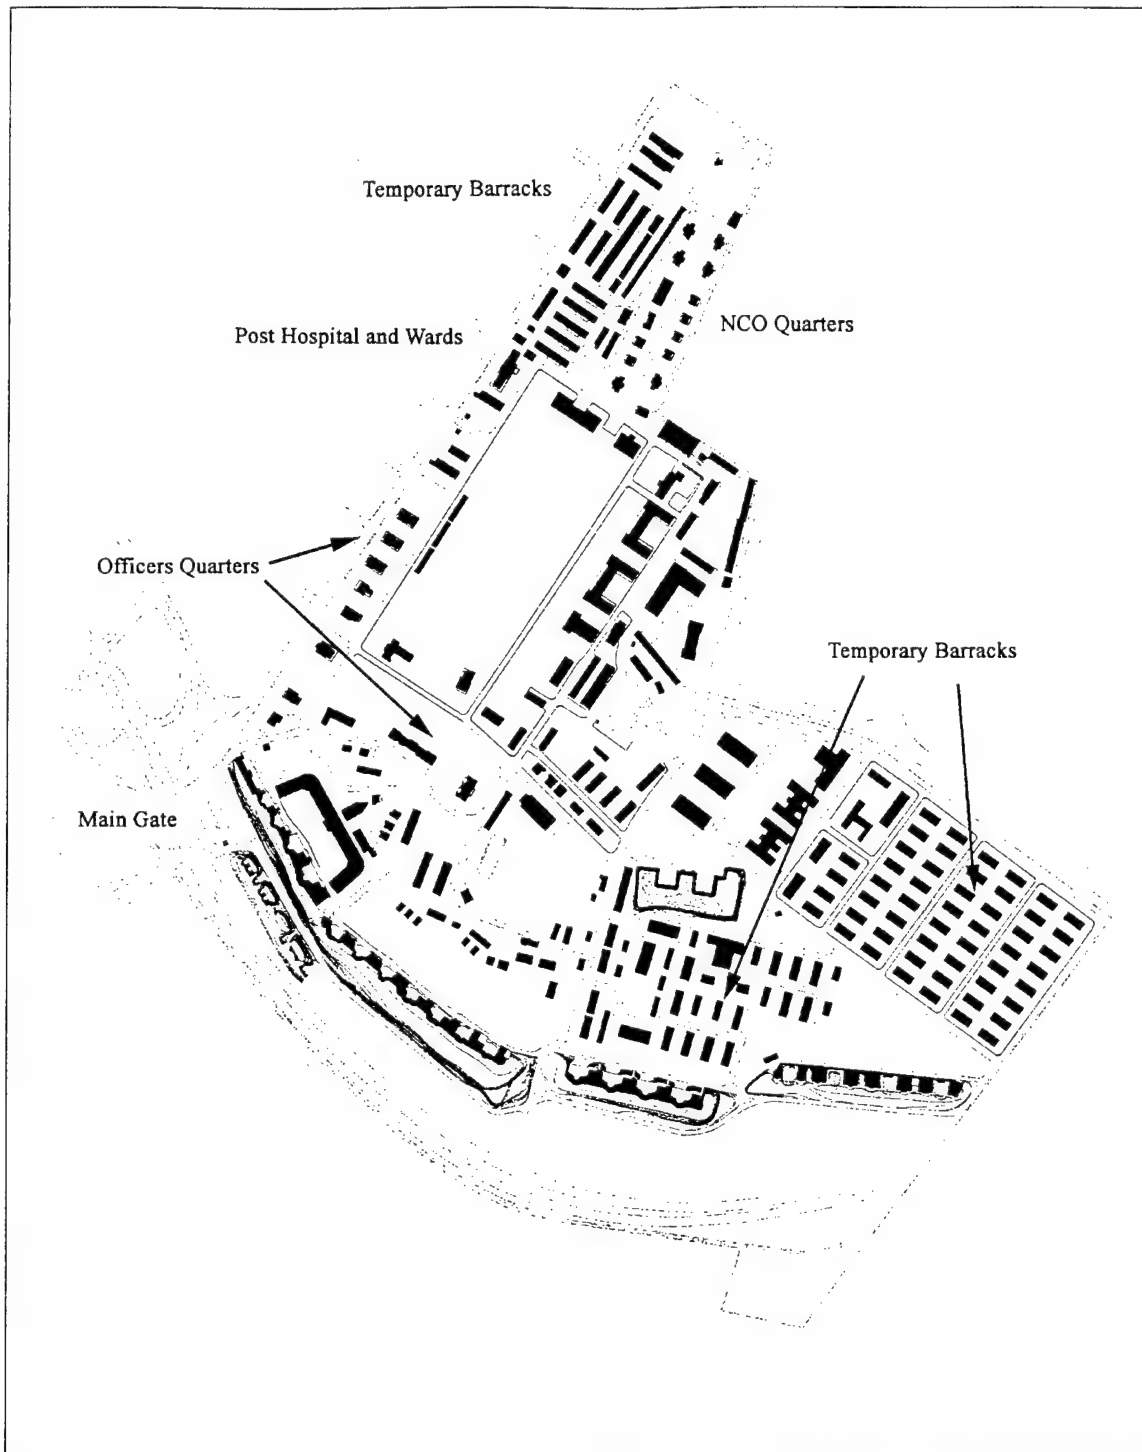 Temporary Barracks
Post Hospital and Wards
NCO Quarters
Officers Quarters
Temporary Barracks
Main Gate